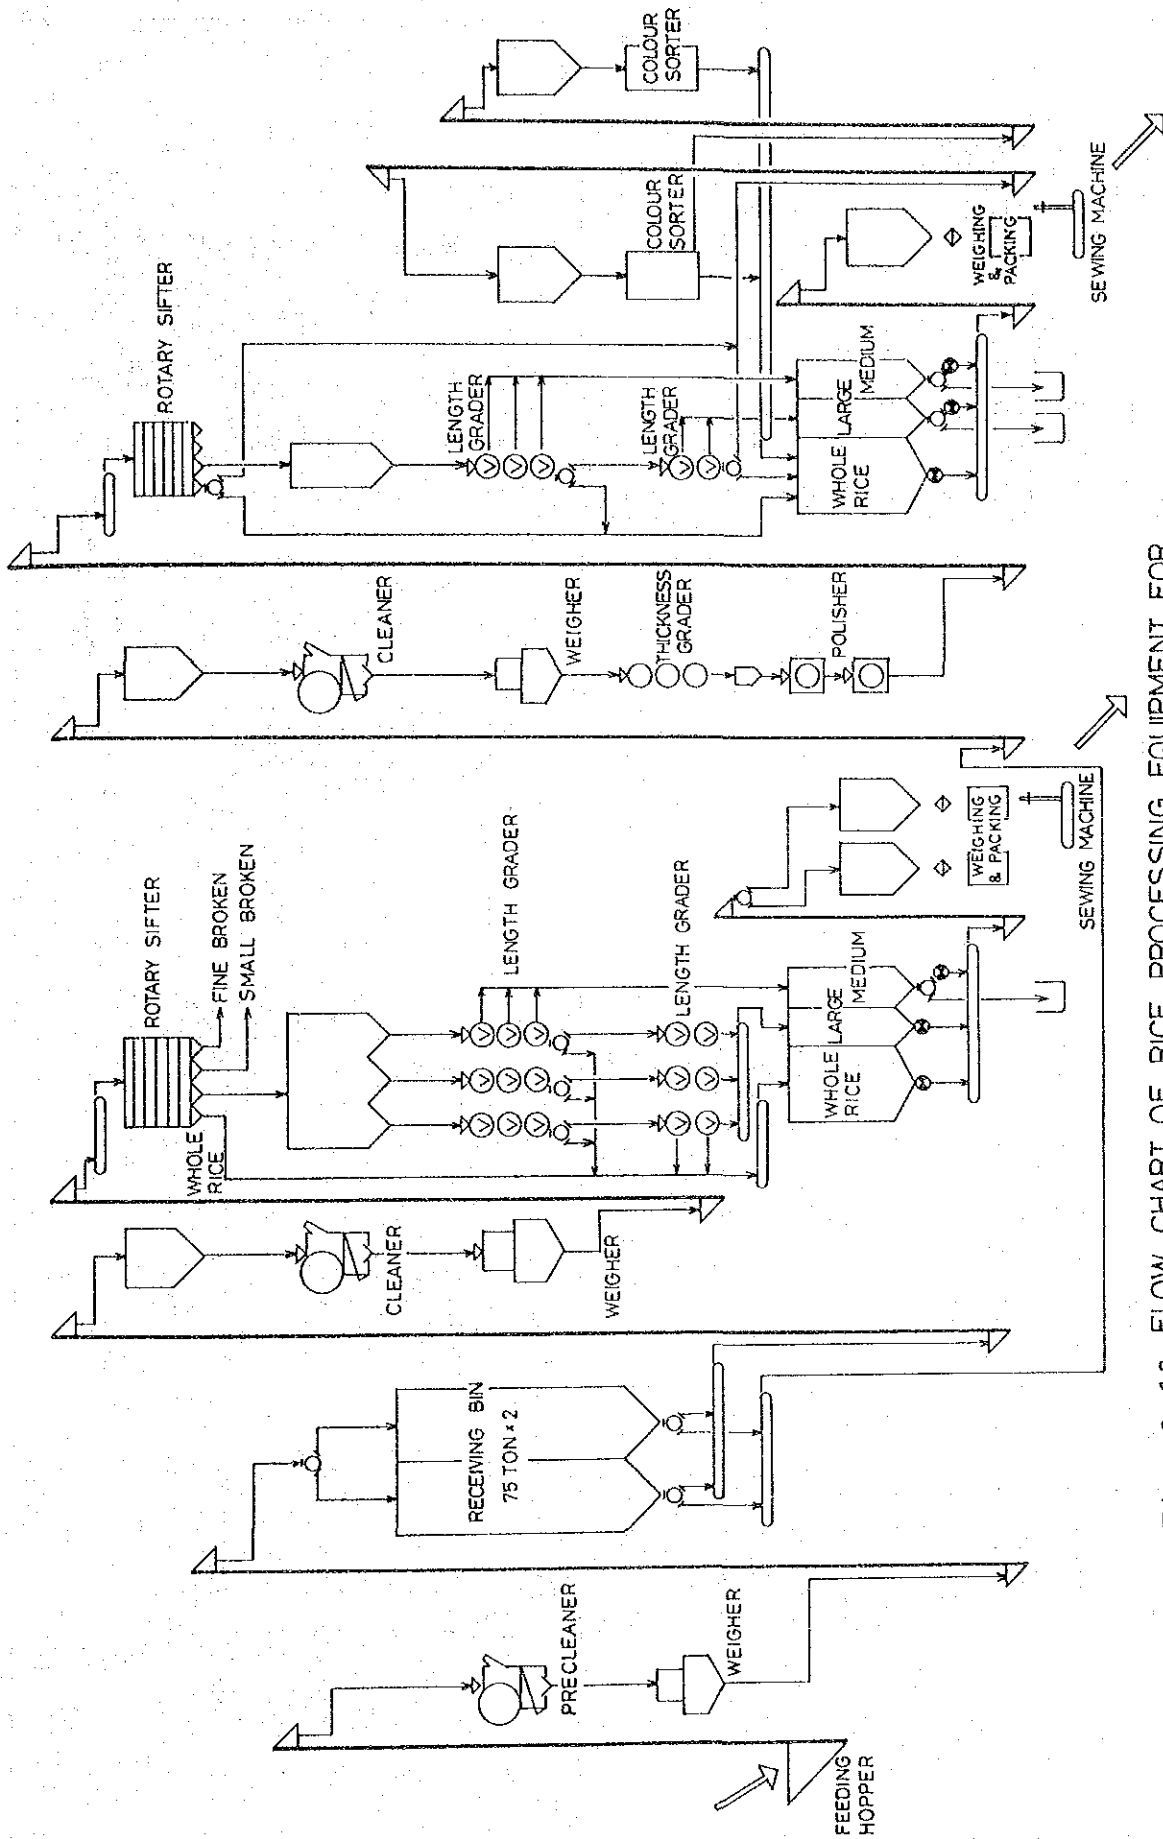 FEEDING
HOPPER
PRECLEANER
WEIGHER
RECEIVING BIN
75 TON × 2
CLEANER
WEIGHER
ROTARY SIFTER
WHOLE
RICE
FINE BROKEN
SMALL BROKEN
LENGTH GRADER
LENGTH GRADER
WHOLE
RICE
LARGE
MEDIUM
WEIGHING
& PACKING
SEWING MACHINE
CLEANER
WEIGHER
THICKNESS
GRADER
POLISHER
ROTARY SIFTER
LENGTH
GRADER
LENGTH
GRADER
WHOLE
RICE
LARGE
MEDIUM
COLOUR
SORTER
COLOUR
SORTER
WEIGHING
&
PACKING
SEWING MACHINE
FLOW CHART OF RICE PROCESSING EQUIPMENT FOR